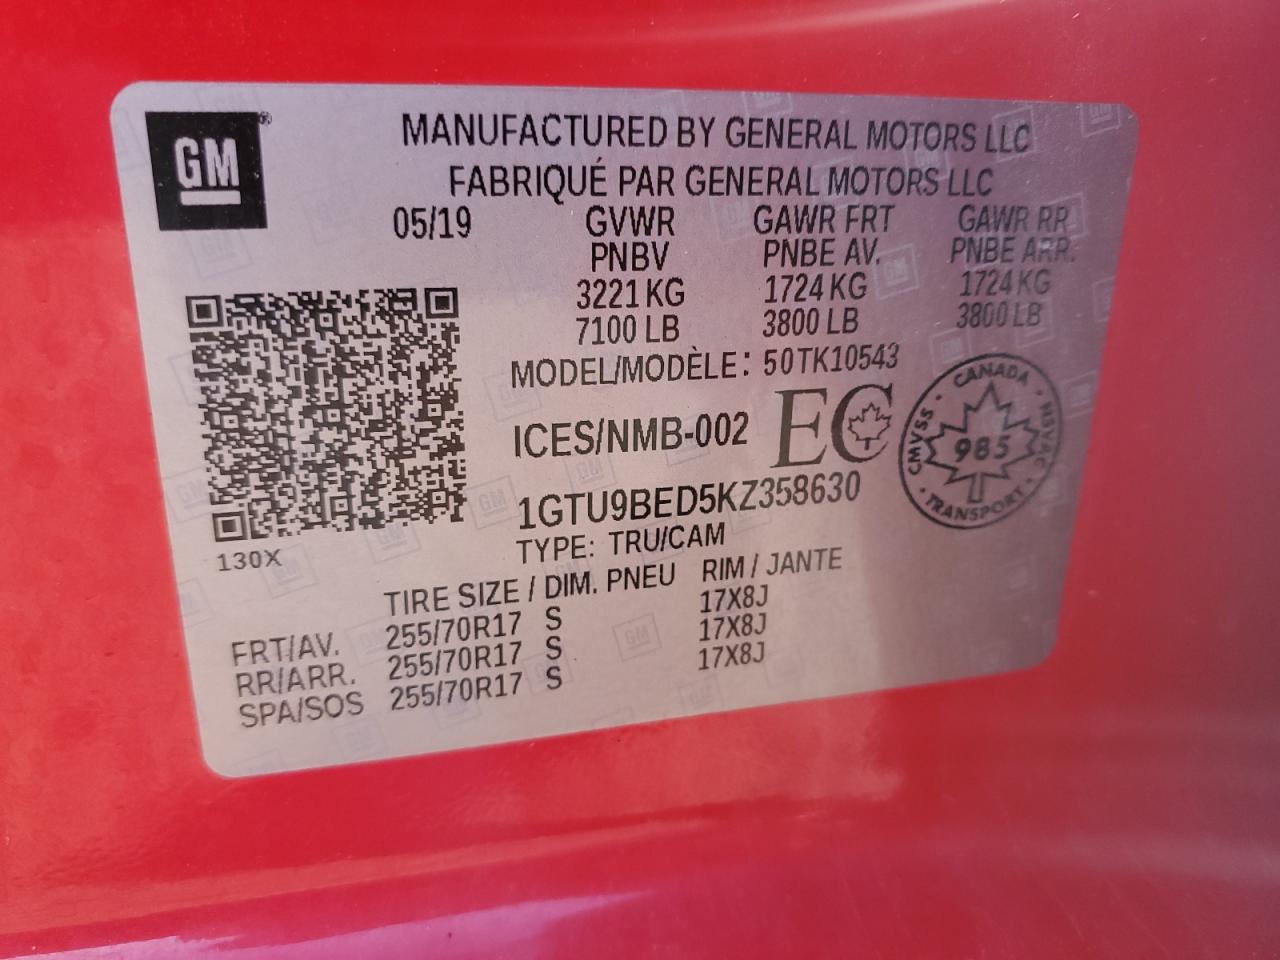 GM®
MANUFACTURED BY GENERAL MOTORS LLC
FABRIQUÉ PAR GENERAL MOTORS LLC
05/19 GVWR GAWR FRT GAWR RR
PNBV PNBE AV. PNBE ARR.
3221 KG 1724 KG 1724 KG
7100 LB 3800 LB 3800 LB
MODEL/MODÈLE: 50TK10543
ICES/NMB-002 EC
CANADA
CMVSS 985 NSVAC
TRANSPORT
1GTU9BED5KZ358630
130X
TYPE: TRU/CAM
TIRE SIZE / DIM. PNEU RIM / JANTE
FRT/AV. 255/70R17 S 17X8J
RR/ARR. 255/70R17 S 17X8J
SPA/SOS 255/70R17 S 17X8J